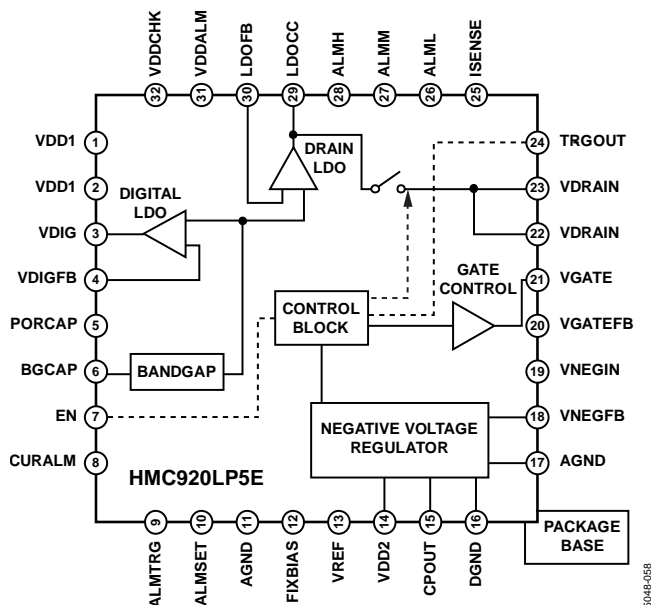 VDDCHK
VDDALM
LDOFB
LDOCC
ALMH
ALMM
ALML
ISENSE
32
31
30
29
28
27
26
25
VDD1
1
VDD1
2
VDIG
3
VDIGFB
4
PORCAP
5
BGCAP
6
EN
7
CURALM
8
24
TRGOUT
23
VDRAIN
22
VDRAIN
21
VGATE
20
VGATEFB
19
VNEGIN
18
VNEGFB
17
AGND
DRAIN
LDO
DIGITAL
LDO
GATE
CONTROL
CONTROL
BLOCK
BANDGAP
NEGATIVE VOLTAGE
REGULATOR
HMC920LP5E
9
10
11
12
13
14
15
16
ALMTRG
ALMSET
AGND
FIXBIAS
VREF
VDD2
CPOUT
DGND
PACKAGE
BASE